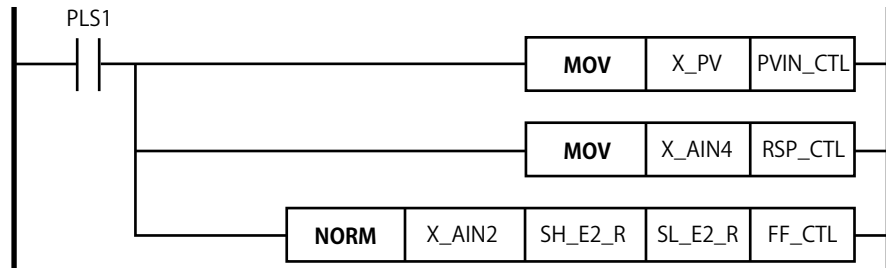 PLS1
MOV X_PV PVIN_CTL
MOV X_AIN4 RSP_CTL
NORM X_AIN2 SH_E2_R SL_E2_R FF_CTL